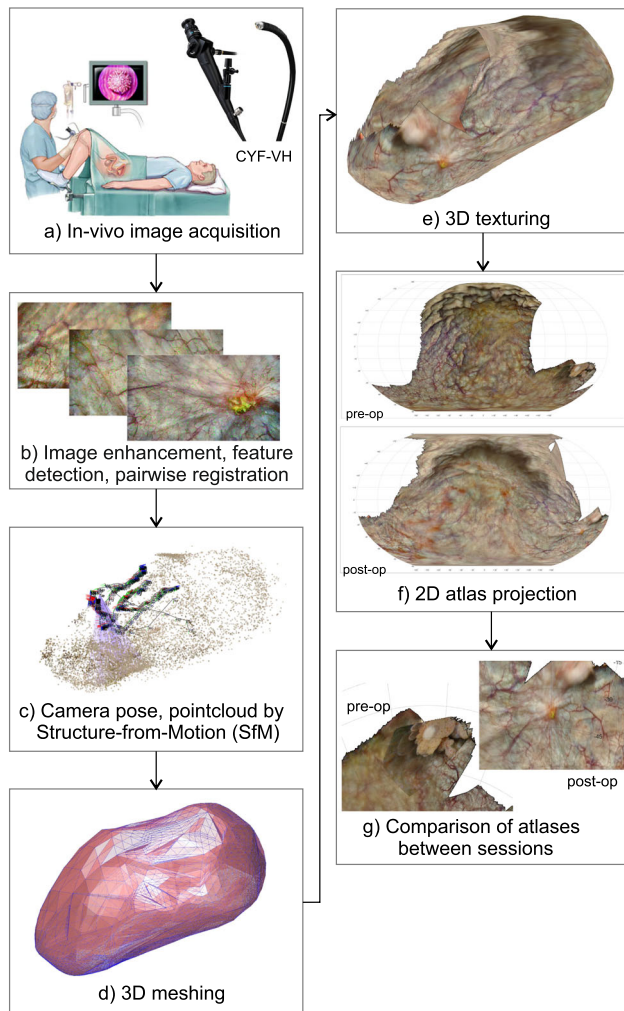 CYF-VH
a) In-vivo image acquisition
b) Image enhancement, feature
detection, pairwise registration
c) Camera pose, pointcloud by
Structure-from-Motion (SfM)
d) 3D meshing
e) 3D texturing
pre-op
post-op
f) 2D atlas projection
pre-op
post-op
g) Comparison of atlases
between sessions